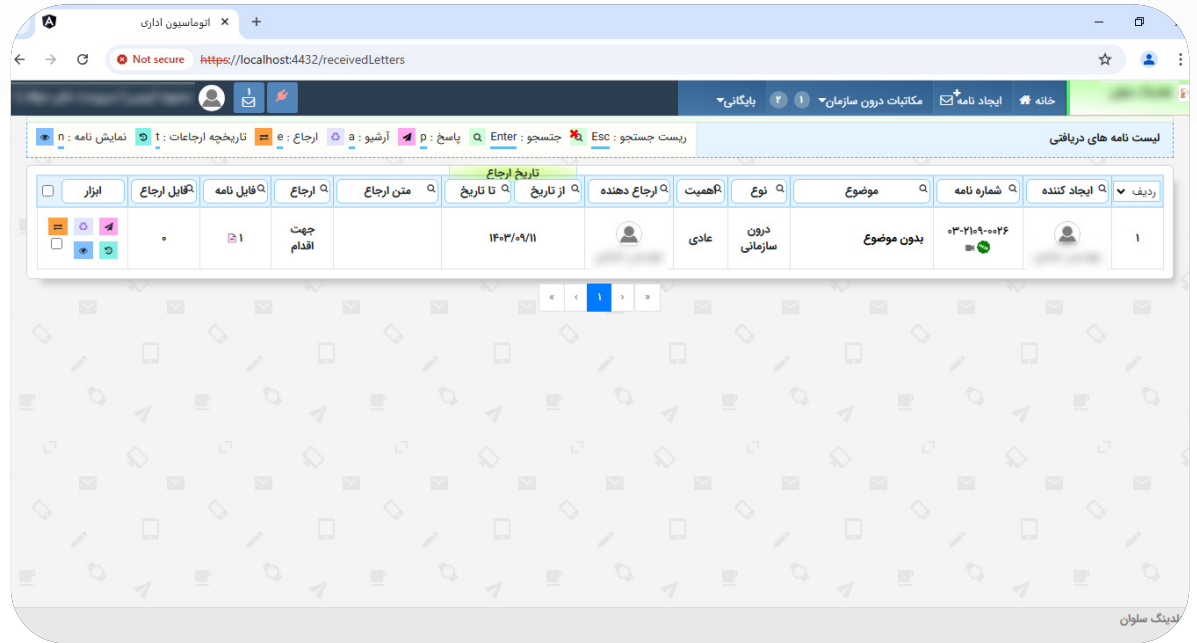 اتوماسیون اداری
Not secure https://localhost:4432/receivedLetters
خانه ایجاد نامه مکاتبات درون سازمان ۱ ۲ بایگانی ۱
لیست نامه های دریافتی
ریست جستجو : Esc جتسجو : Enter پاسخ : p آرشیو : a ارجاع : e تاریخچه ارجاعات : t نمایش نامه : n
تاریخ ارجاع
ردیف ایجاد کننده شماره نامه موضوع نوع اهمیت ارجاع دهنده از تاریخ تا تاریخ متن ارجاع ارجاع فایل نامه فایل ارجاع ابزار
۱ ۰۳-۲۱۰۹-۰۰۲۶ بدون موضوع درون سازمانی عادی ۱۴۰۳/۰۹/۱۱ جهت اقدام ۱ ۰
« ‹ ۱ › »
لدینگ سلوان